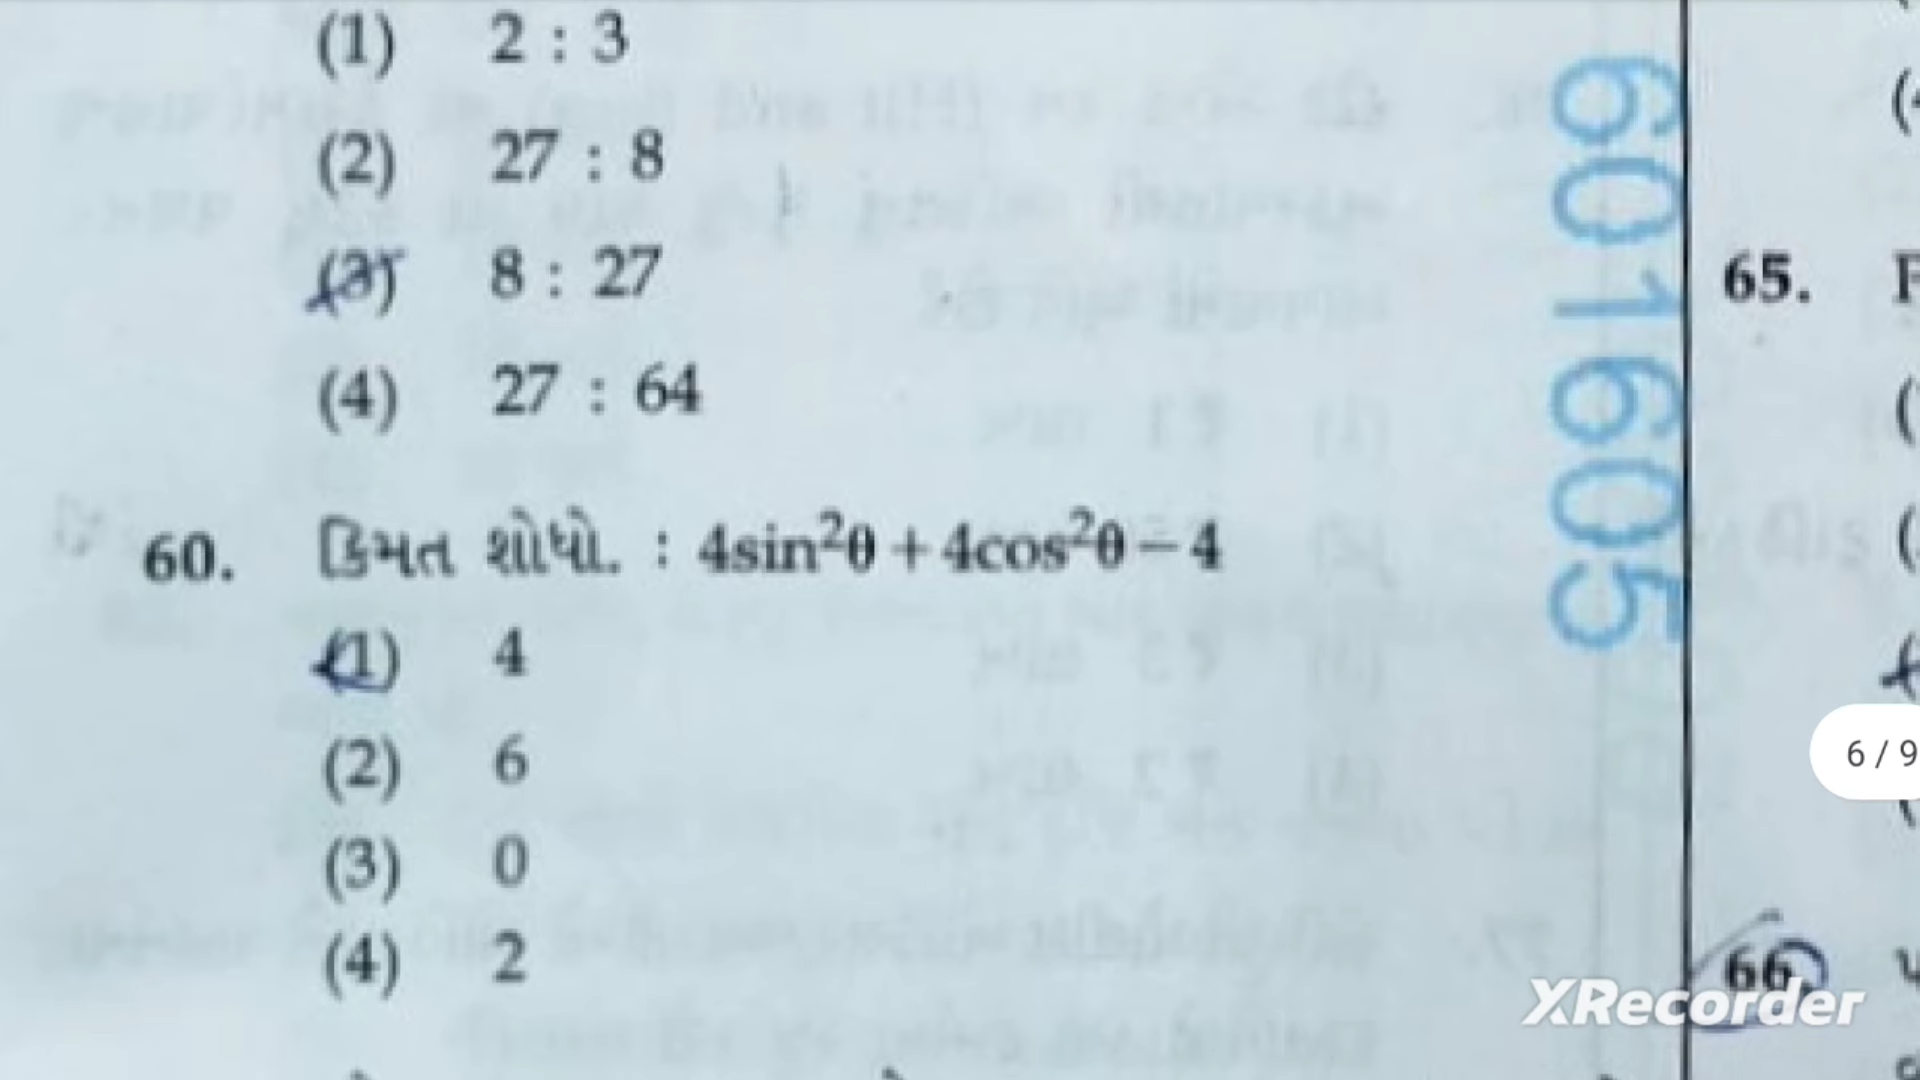 (1) 2 : 3
(2) 27 : 8
(3) 8 : 27
(4) 27 : 64
60. કિંમત શોધો. : 4sin²θ + 4cos²θ − 4
(1) 4
(2) 6
(3) 0
(4) 2
601605
65.
6 / 9
66.
XRecorder